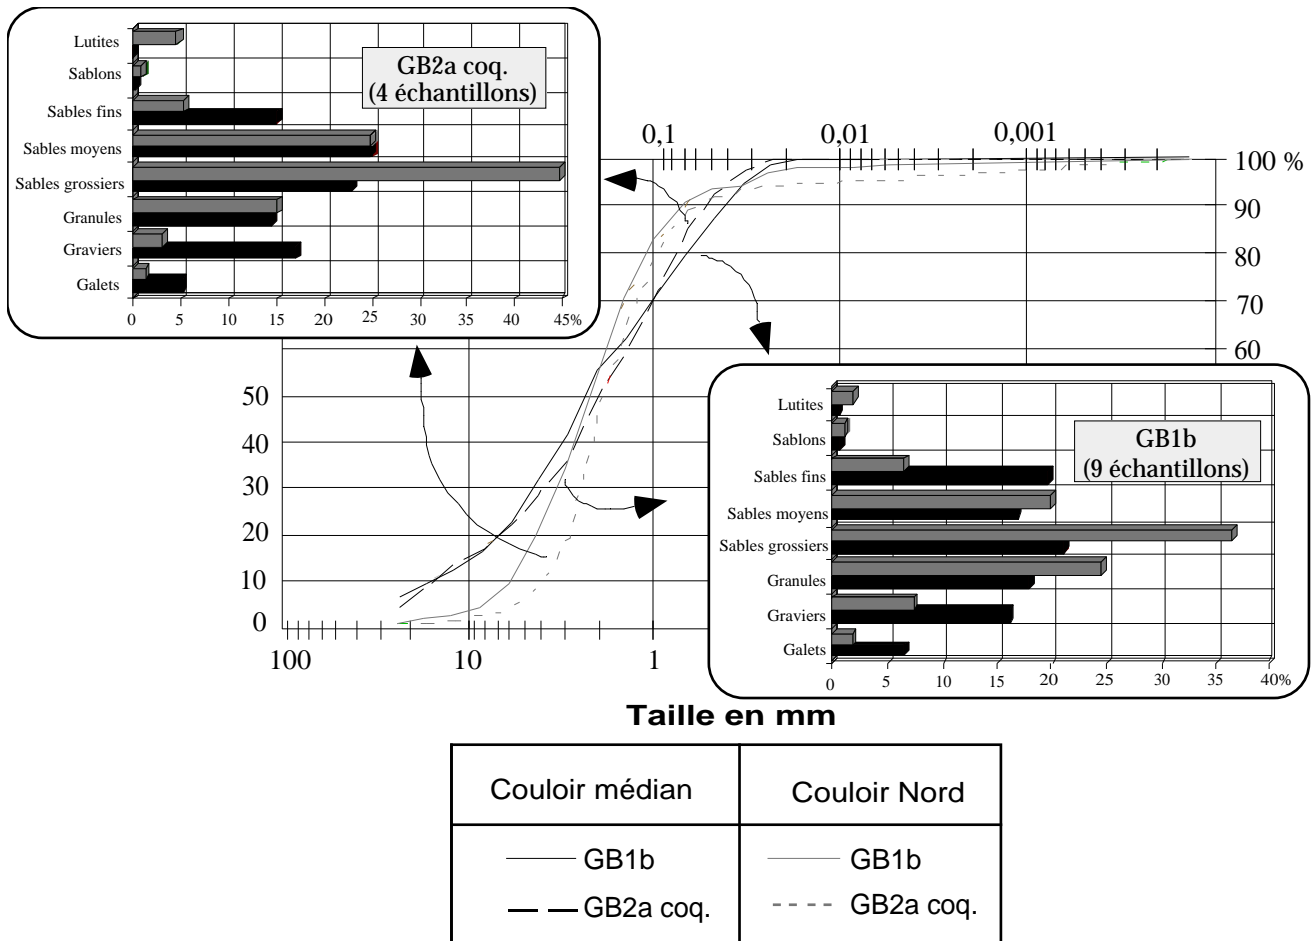 Lutites
Sablons
Sables fins
Sables moyens
Sables grossiers
Granules
Graviers
Galets
GB2a coq.
(4 échantillons)
0 5 10 15 20 25 30 35 40 45%
0,1 0,01 0,001
100 %
90
80
70
60
50
40
30
20
10
0
100 10 1
Lutites
Sablons
Sables fins
Sables moyens
Sables grossiers
Granules
Graviers
Galets
GB1b
(9 échantillons)
0 5 10 15 20 25 30 35 40%
Taille en mm
Couloir médian Couloir Nord
GB1b GB1b
GB2a coq. GB2a coq.